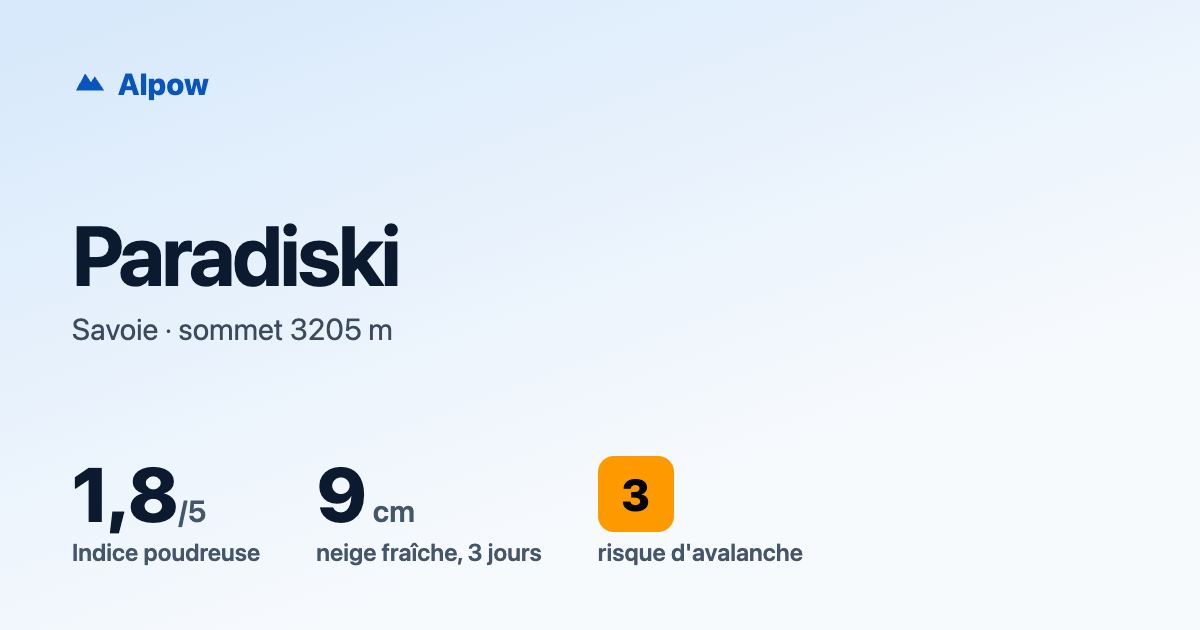 Alpow
Paradiski
Savoie · sommet 3205 m
1,8/5
Indice poudreuse
9 cm
neige fraîche, 3 jours
3
risque d'avalanche